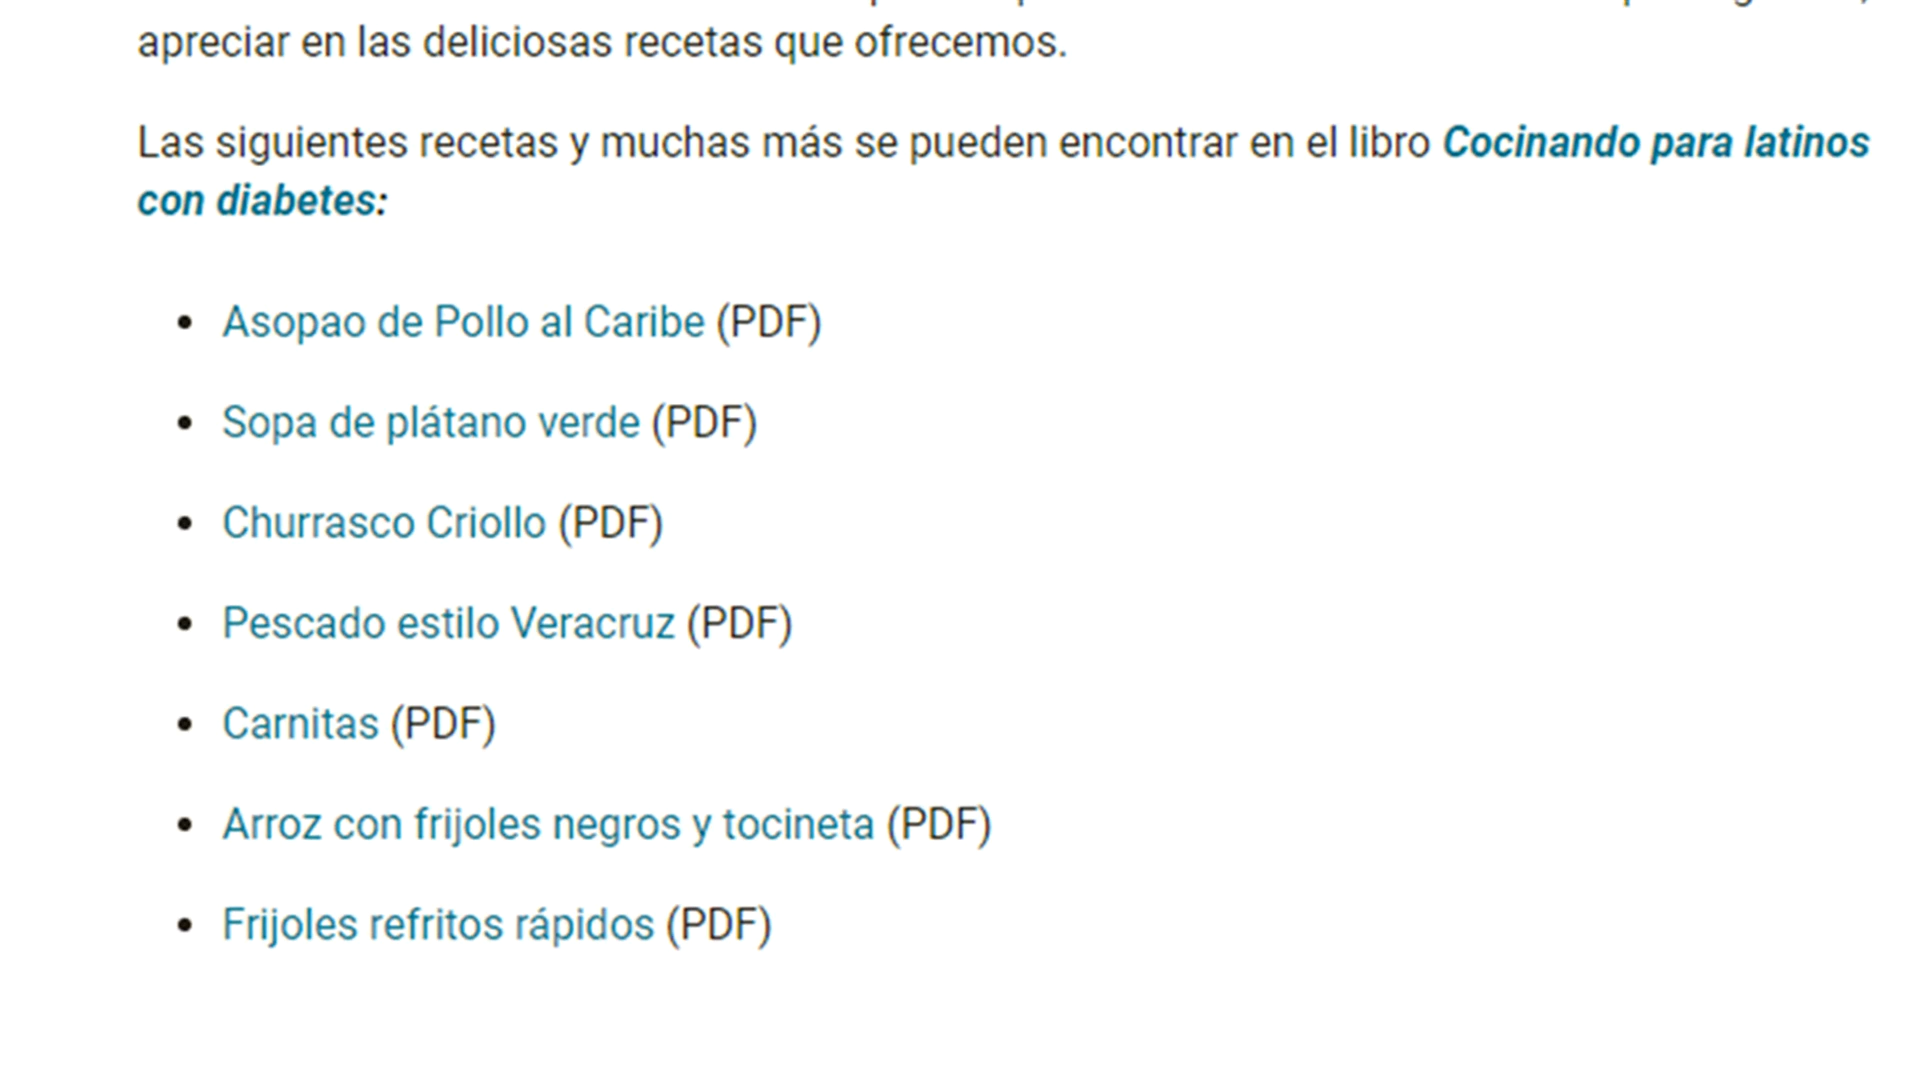 apreciar en las deliciosas recetas que ofrecemos.
Las siguientes recetas y muchas más se pueden encontrar en el libro Cocinando para latinos
con diabetes:
• Asopao de Pollo al Caribe (PDF)
• Sopa de plátano verde (PDF)
• Churrasco Criollo (PDF)
• Pescado estilo Veracruz (PDF)
• Carnitas (PDF)
• Arroz con frijoles negros y tocineta (PDF)
• Frijoles refritos rápidos (PDF)